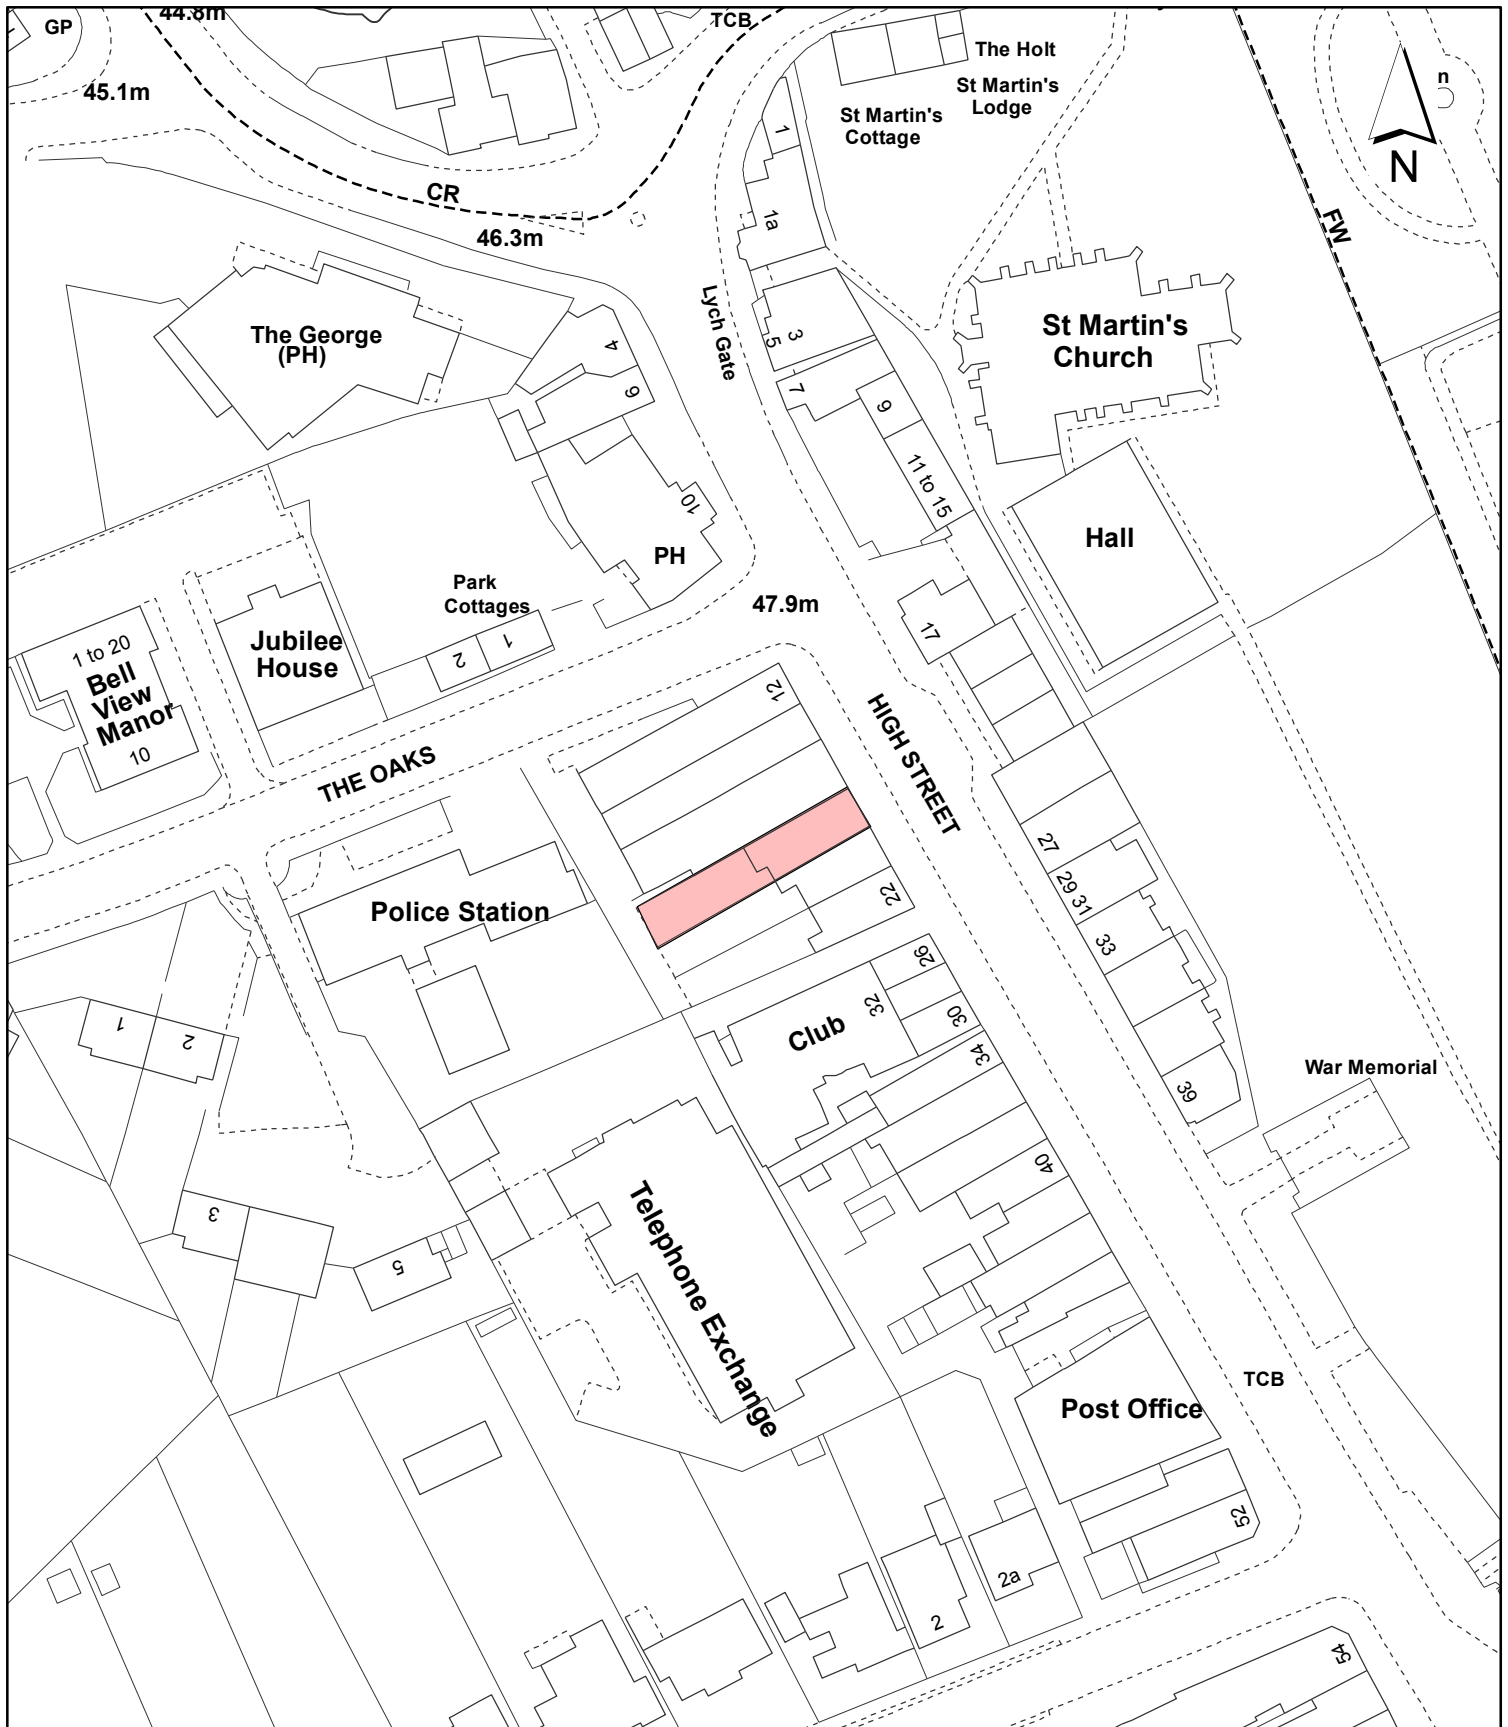 GP
44.8m
TCB
The Holt
St Martin's
Lodge
St Martin's
Cottage
n
N
45.1m
CR
46.3m
FW
1
1a
Lych Gate
3
5
7
9
11 to 15
The George
(PH)
4
6
10
PH
St Martin's
Church
Hall
Park
Cottages
47.9m
1
2
1 to 20
Bell
View
Manor
10
Jubilee
House
17
12
THE OAKS
HIGH STREET
27
29
31
33
39
Police Station
22
26
32
30
Club
34
40
War Memorial
1
2
3
5
Telephone Exchange
TCB
Post Office
52
2a
2
54